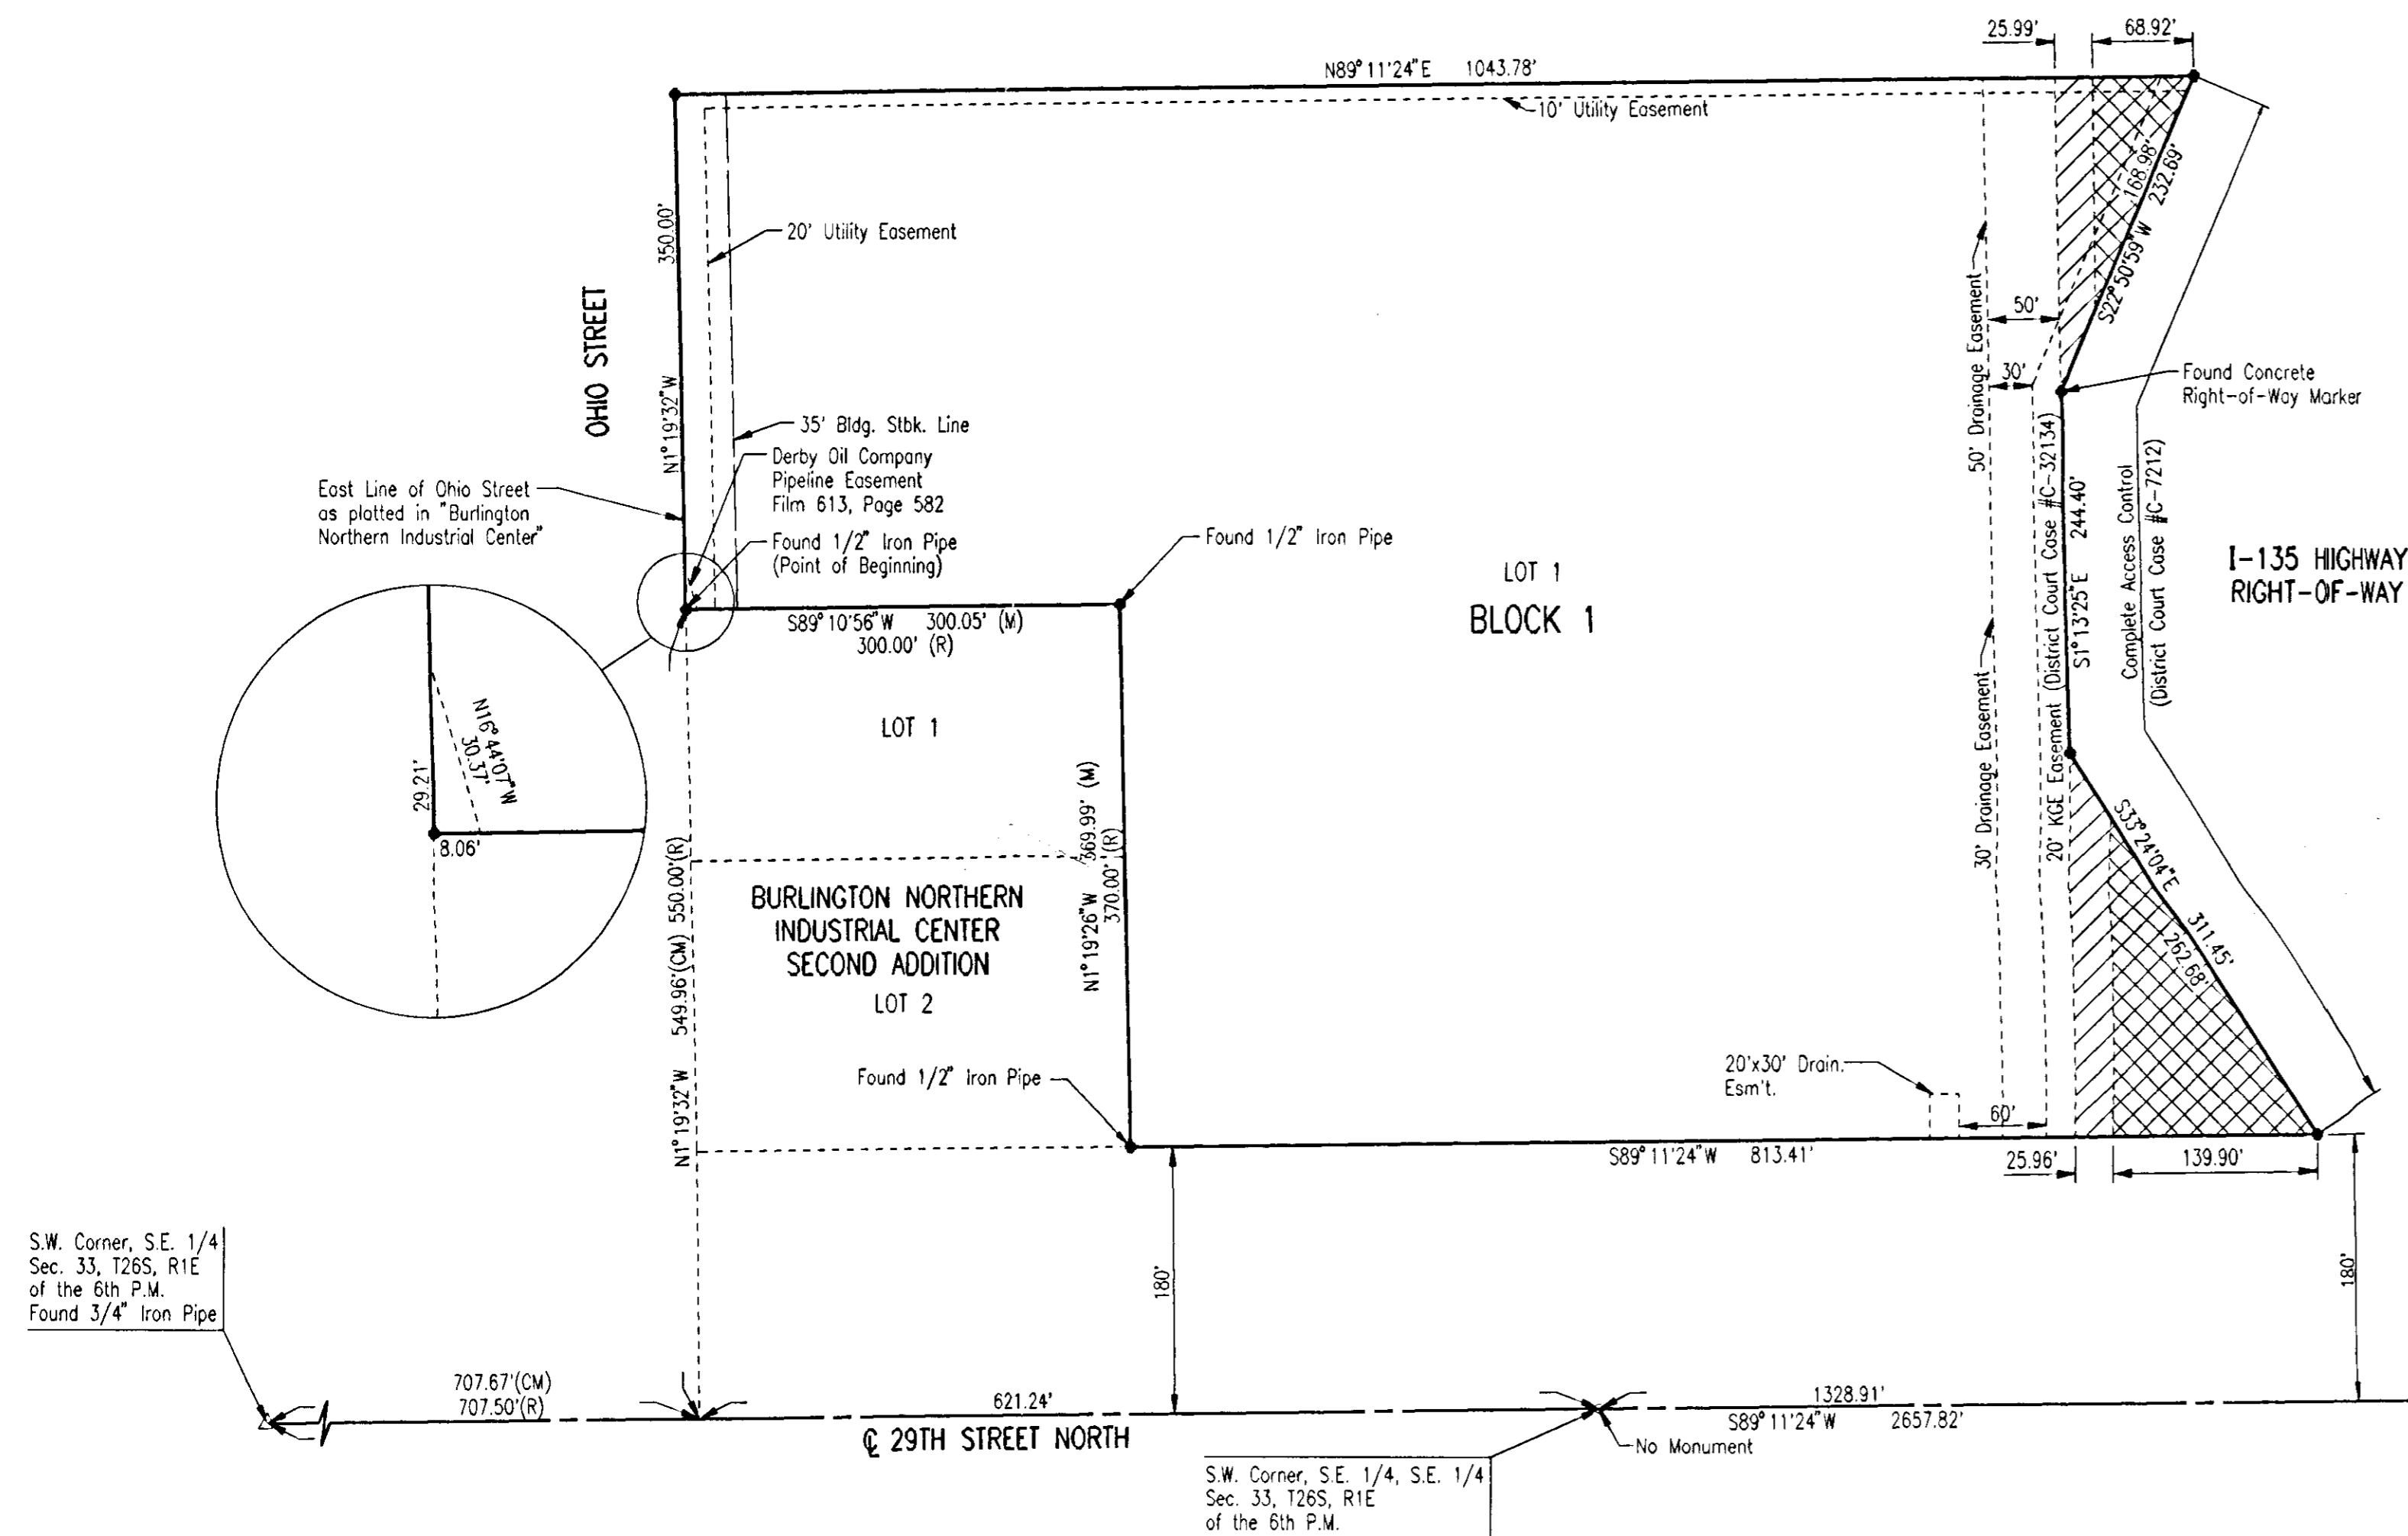 25.99'
68.92'
N89°11'24"E 1043.78'
10' Utility Easement
168.98'
S22°50'59"W 232.69'
350.00'
N1°19'32"W
20' Utility Easement
OHIO STREET
50' Drainage Easement
50'
30'
Found Concrete
Right-of-Way Marker
35' Bldg. Stbk. Line
Derby Oil Company
Pipeline Easement
Film 613, Page 582
East Line of Ohio Street
as platted in "Burlington
Northern Industrial Center"
Found 1/2" Iron Pipe
(Point of Beginning)
Found 1/2" Iron Pipe
LOT 1
BLOCK 1
20' KGE Easement (District Court Case #C-32134)
S1°13'25"E 244.40'
Complete Access Control
(District Court Case #C-7212)
I-135 HIIGHWAY
RIGHT-OF-WAY
S89°10'56"W 300.05' (M)
300.00' (R)
30' Drainage Easement
N16°44'07"W
30.37'
29.21'
8.06'
LOT 1
N1°19'26"W 369.99' (M)
370.00' (R)
S33°24'04"E 311.45'
262.68'
N1°19'32"W 549.96'(CM) 550.00'(R)
BURLINGTON NORTHERN
INDUSTRIAL CENTER
SECOND ADDITION
LOT 2
Found 1/2" Iron Pipe
20'x30' Drain.
Esm't.
60'
S89°11'24"W 813.41'
25.96'
139.90'
180'
180'
S.W. Corner, S.E. 1/4
Sec. 33, T26S, R1E
of the 6th P.M.
Found 3/4" Iron Pipe
707.67'(CM)
707.50'(R)
621.24'
1328.91'
S89°11'24"W 2657.82'
℄ 29TH STREET NORTH
No Monument
S.W. Corner, S.E. 1/4, S.E. 1/4
Sec. 33, T26S, R1E
of the 6th P.M.